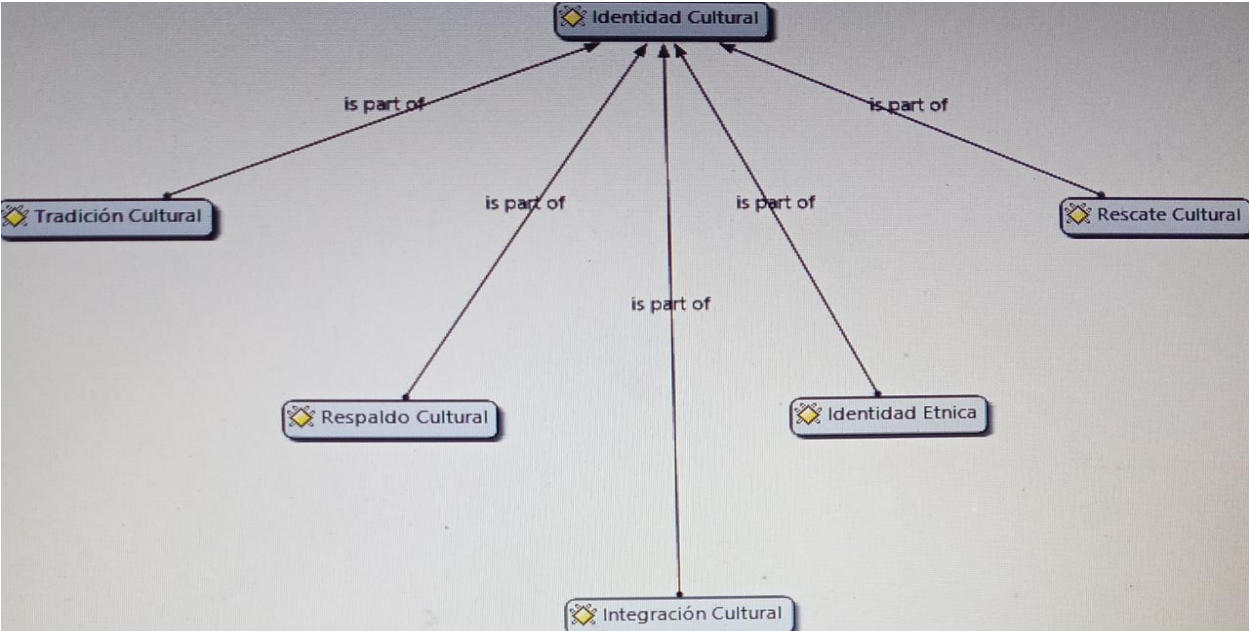 Identidad Cultural
is part of
is part of
Tradición Cultural
is part of
is part of
Rescate Cultural
is part of
Respaldo Cultural
Identidad Etnica
Integración Cultural